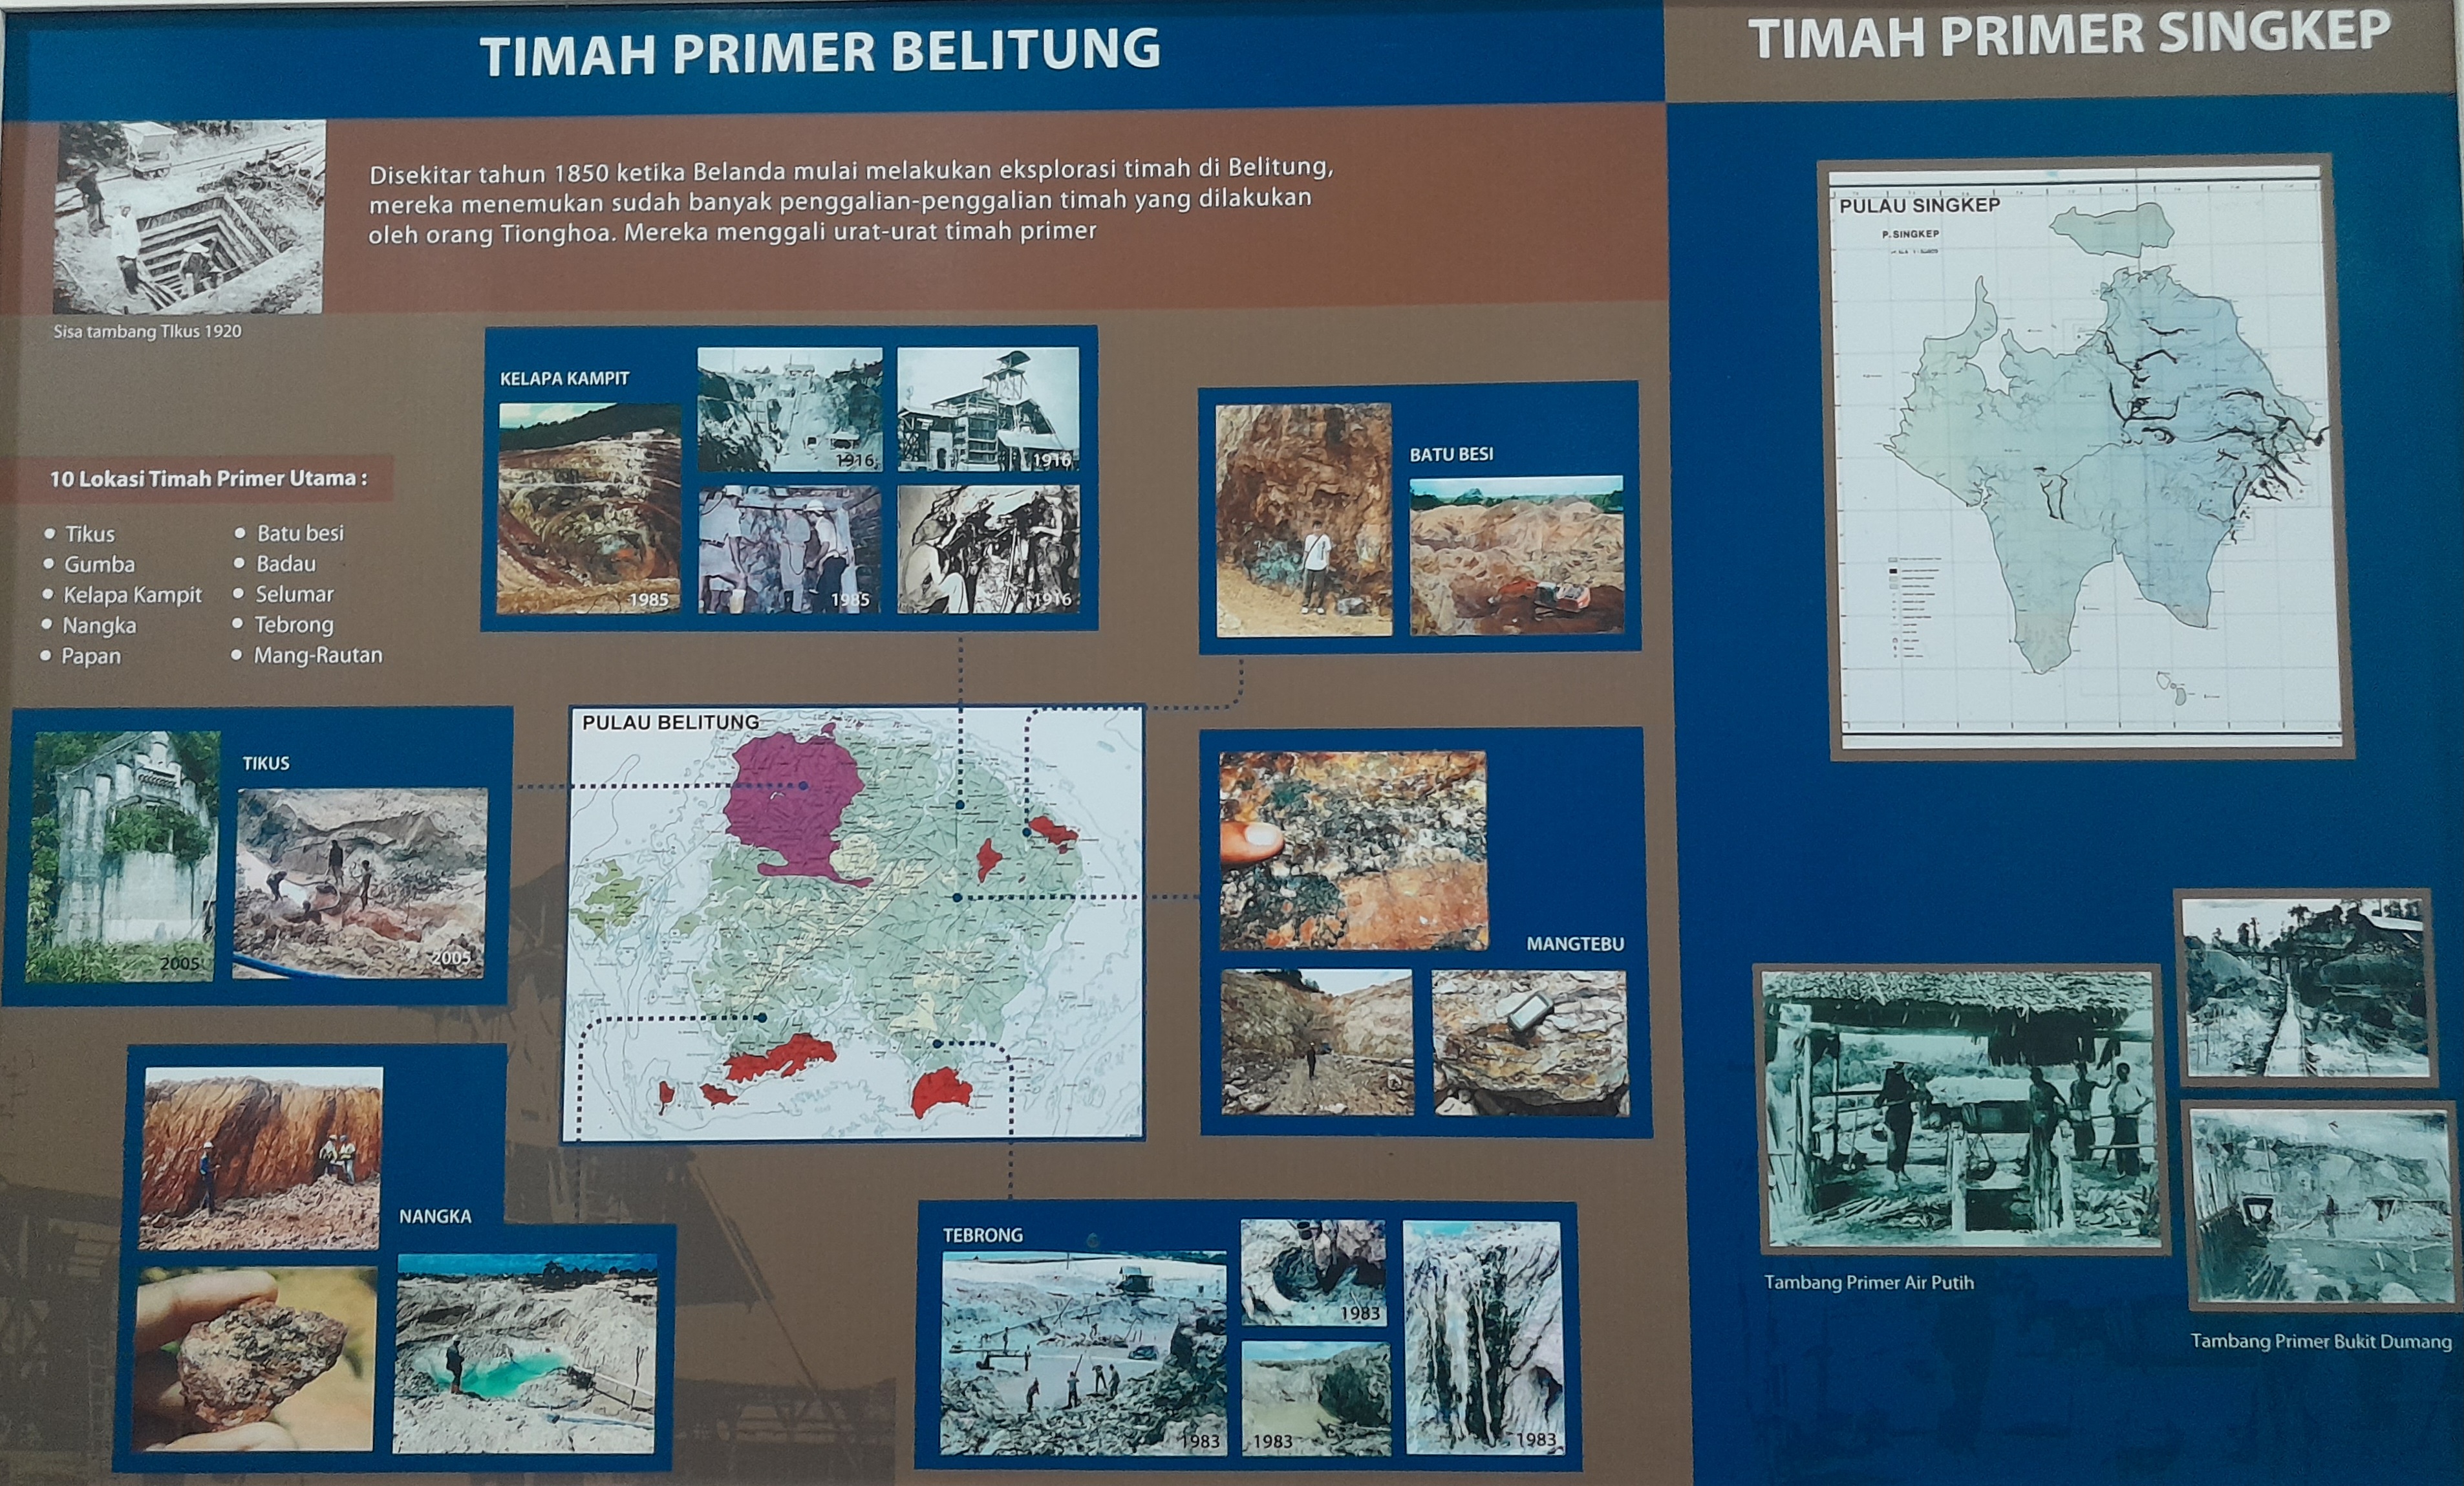 TIMAH PRIMER BELITUNG
Disekitar tahun 1850 ketika Belanda mulai melakukan eksplorasi timah di Belitung,
mereka menemukan sudah banyak penggalian-penggalian timah yang dilakukan
oleh orang Tionghoa. Mereka menggali urat-urat timah primer
Sisa tambang TIkus 1920
10 Lokasi Timah Primer Utama :
Tikus
Gumba
Kelapa Kampit
Nangka
Papan
Batu besi
Badau
Selumar
Tebrong
Mang-Rautan
KELAPA KAMPIT
1916
1916
1985
1985
1916
BATU BESI
TIKUS
2005
2005
PULAU BELITUNG
MANGTEBU
NANGKA
TEBRONG
1983
1983
1983
1983
TIMAH PRIMER SINGKEP
PULAU SINGKEP
P. SINGKEP
Tambang Primer Air Putih
Tambang Primer Bukit Dumang